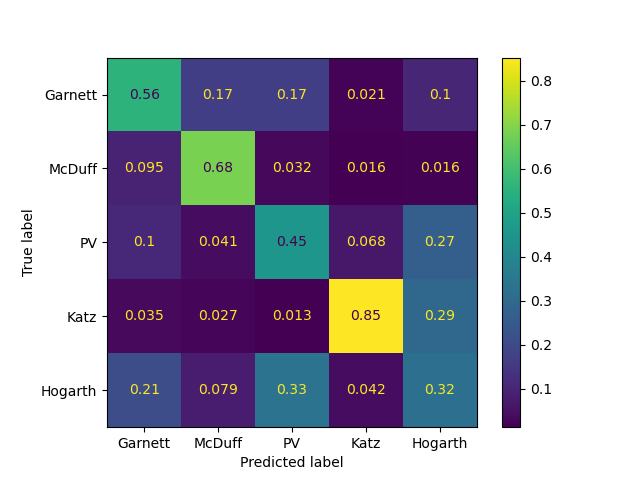 Garnett 0.56 0.17 0.17 0.021 0.1
McDuff 0.095 0.68 0.032 0.016 0.016
PV 0.1 0.041 0.45 0.068 0.27
Katz 0.035 0.027 0.013 0.85 0.29
Hogarth 0.21 0.079 0.33 0.042 0.32
Garnett McDuff PV Katz Hogarth
Predicted label
True label
0.8
0.7
0.6
0.5
0.4
0.3
0.2
0.1